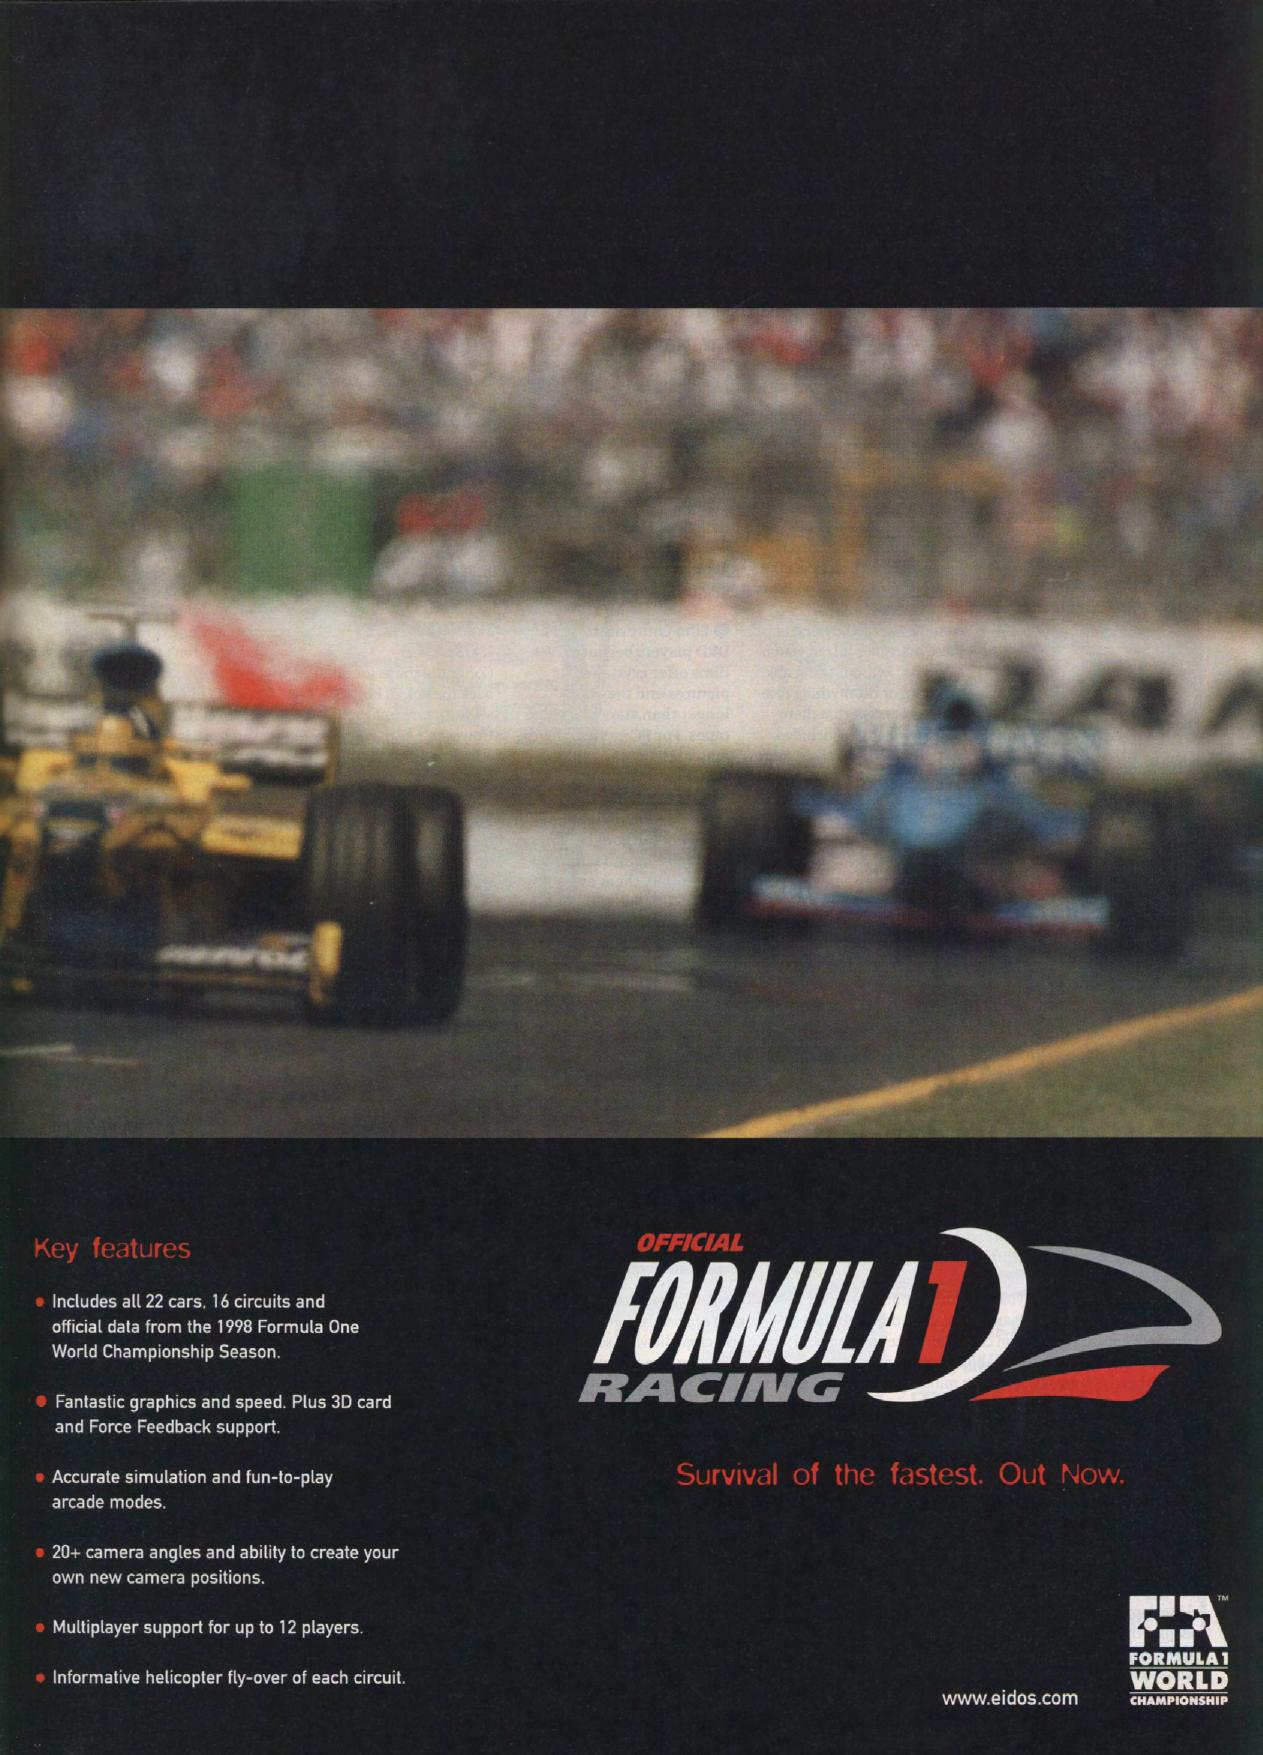 Key features
• Includes all 22 cars, 16 circuits and
official data from the 1998 Formula One
World Championship Season.
• Fantastic graphics and speed. Plus 3D card
and Force Feedback support.
• Accurate simulation and fun-to-play
arcade modes.
• 20+ camera angles and ability to create your
own new camera positions.
• Multiplayer support for up to 12 players.
• Informative helicopter fly-over of each circuit.
OFFICIAL
FORMULA 1
RACING
Survival of the fastest. Out Now.
www.eidos.com
FIA™
FORMULA 1
WORLD
CHAMPIONSHIP